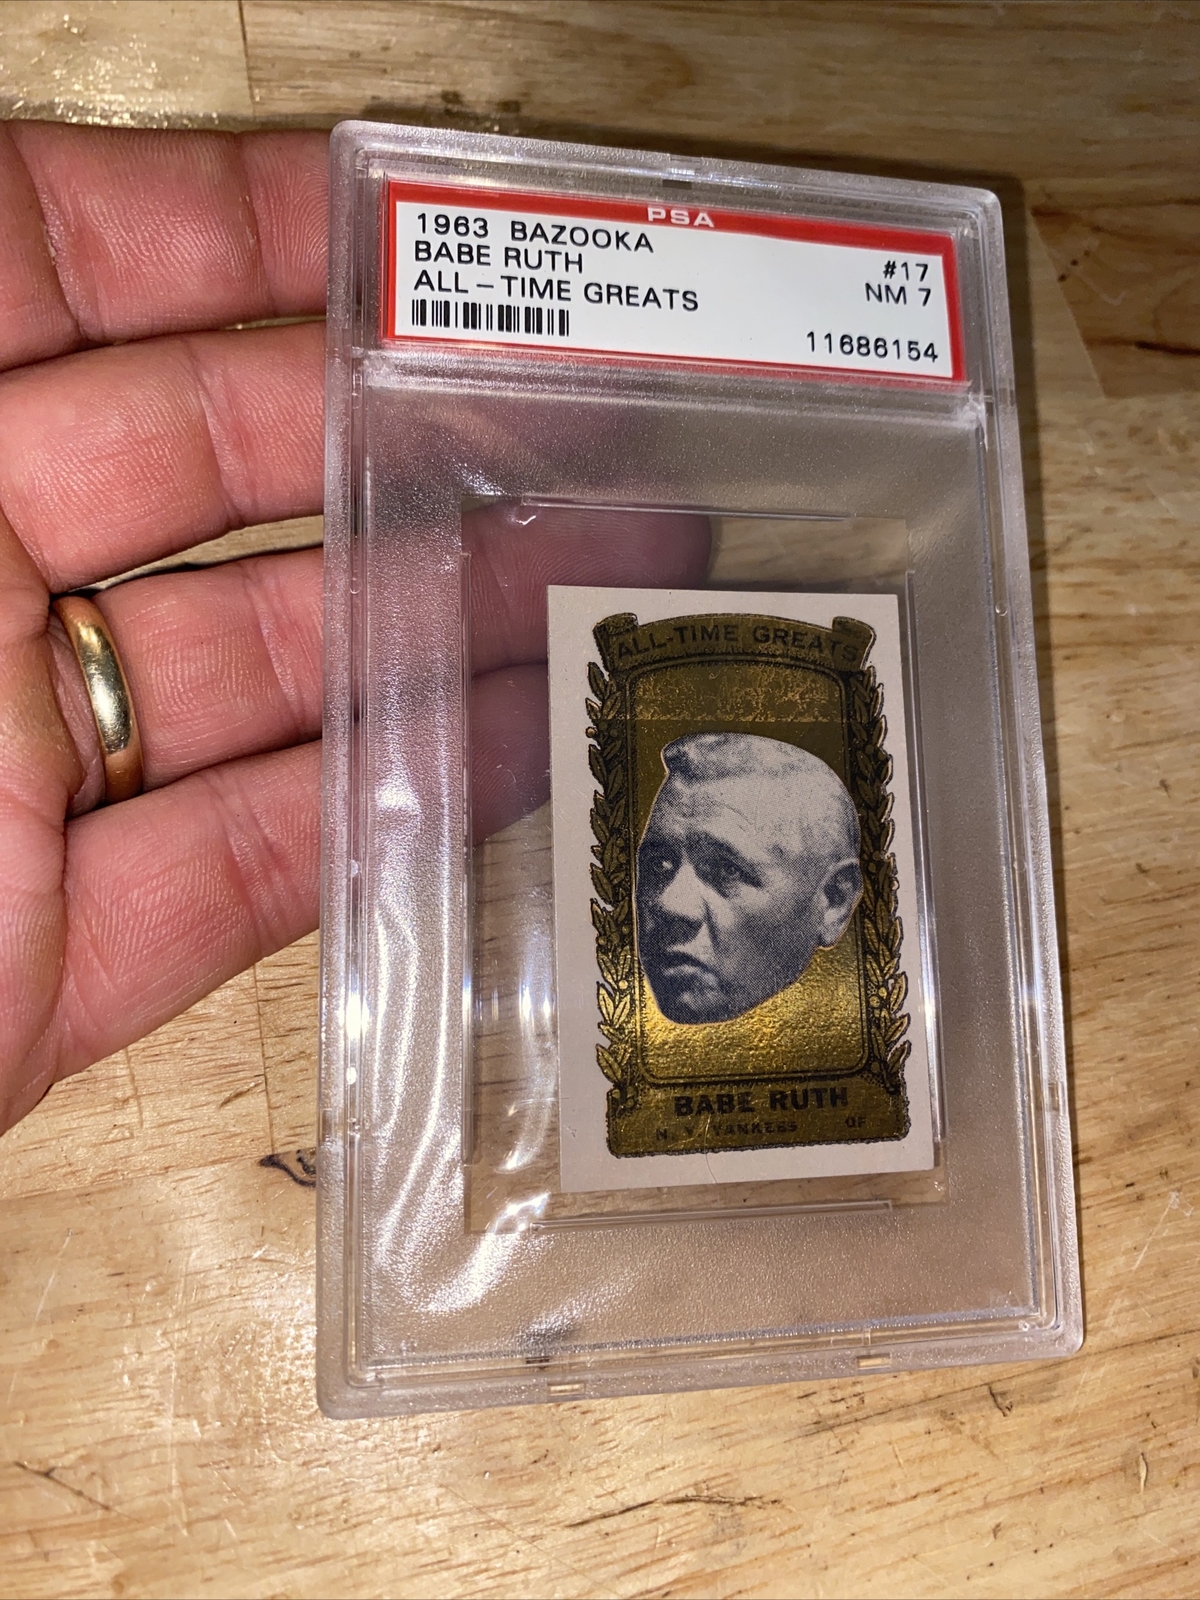 PSA
1963 BAZOOKA
BABE RUTH #17
ALL-TIME GREATS NM 7
11686154
ALL-TIME GREATS
BABE RUTH
N. Y. YANKEES OF